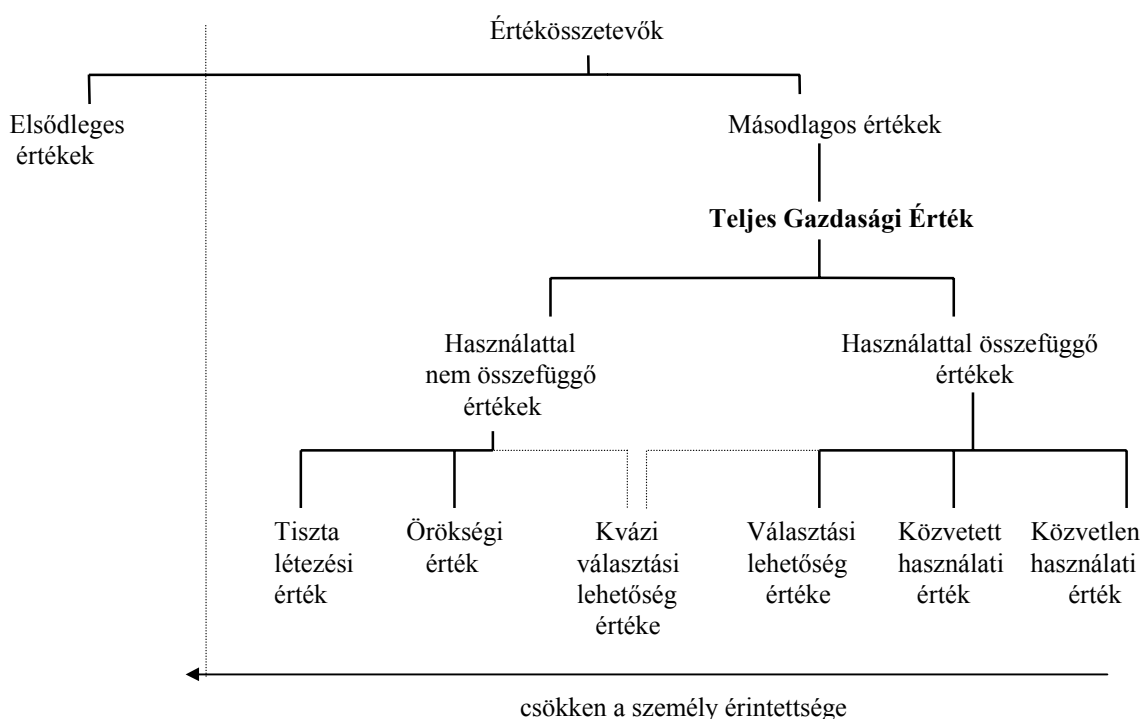 Értékösszetevők
Elsődleges
értékek
Másodlagos értékek
Teljes Gazdasági Érték
Használattal
nem összefüggő
értékek
Használattal összefüggő
értékek
Tiszta
létezési
érték
Örökségi
érték
Kvázi
választási
lehetőség
értéke
Választási
lehetőség
értéke
Közvetett
használati
érték
Közvetlen
használati
érték
csökken a személy érintettsége